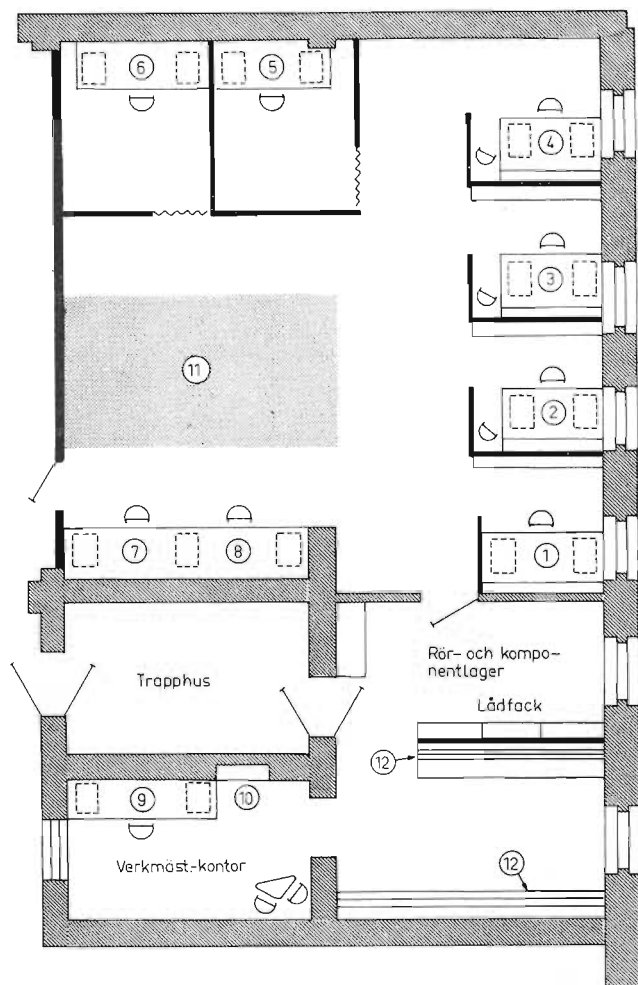 6
5
4
3
11
2
7
8
1
Rör- och kompo-
nentlager
Trapphus
Lådfack
12
9
10
Verkmäst.-kontor
12